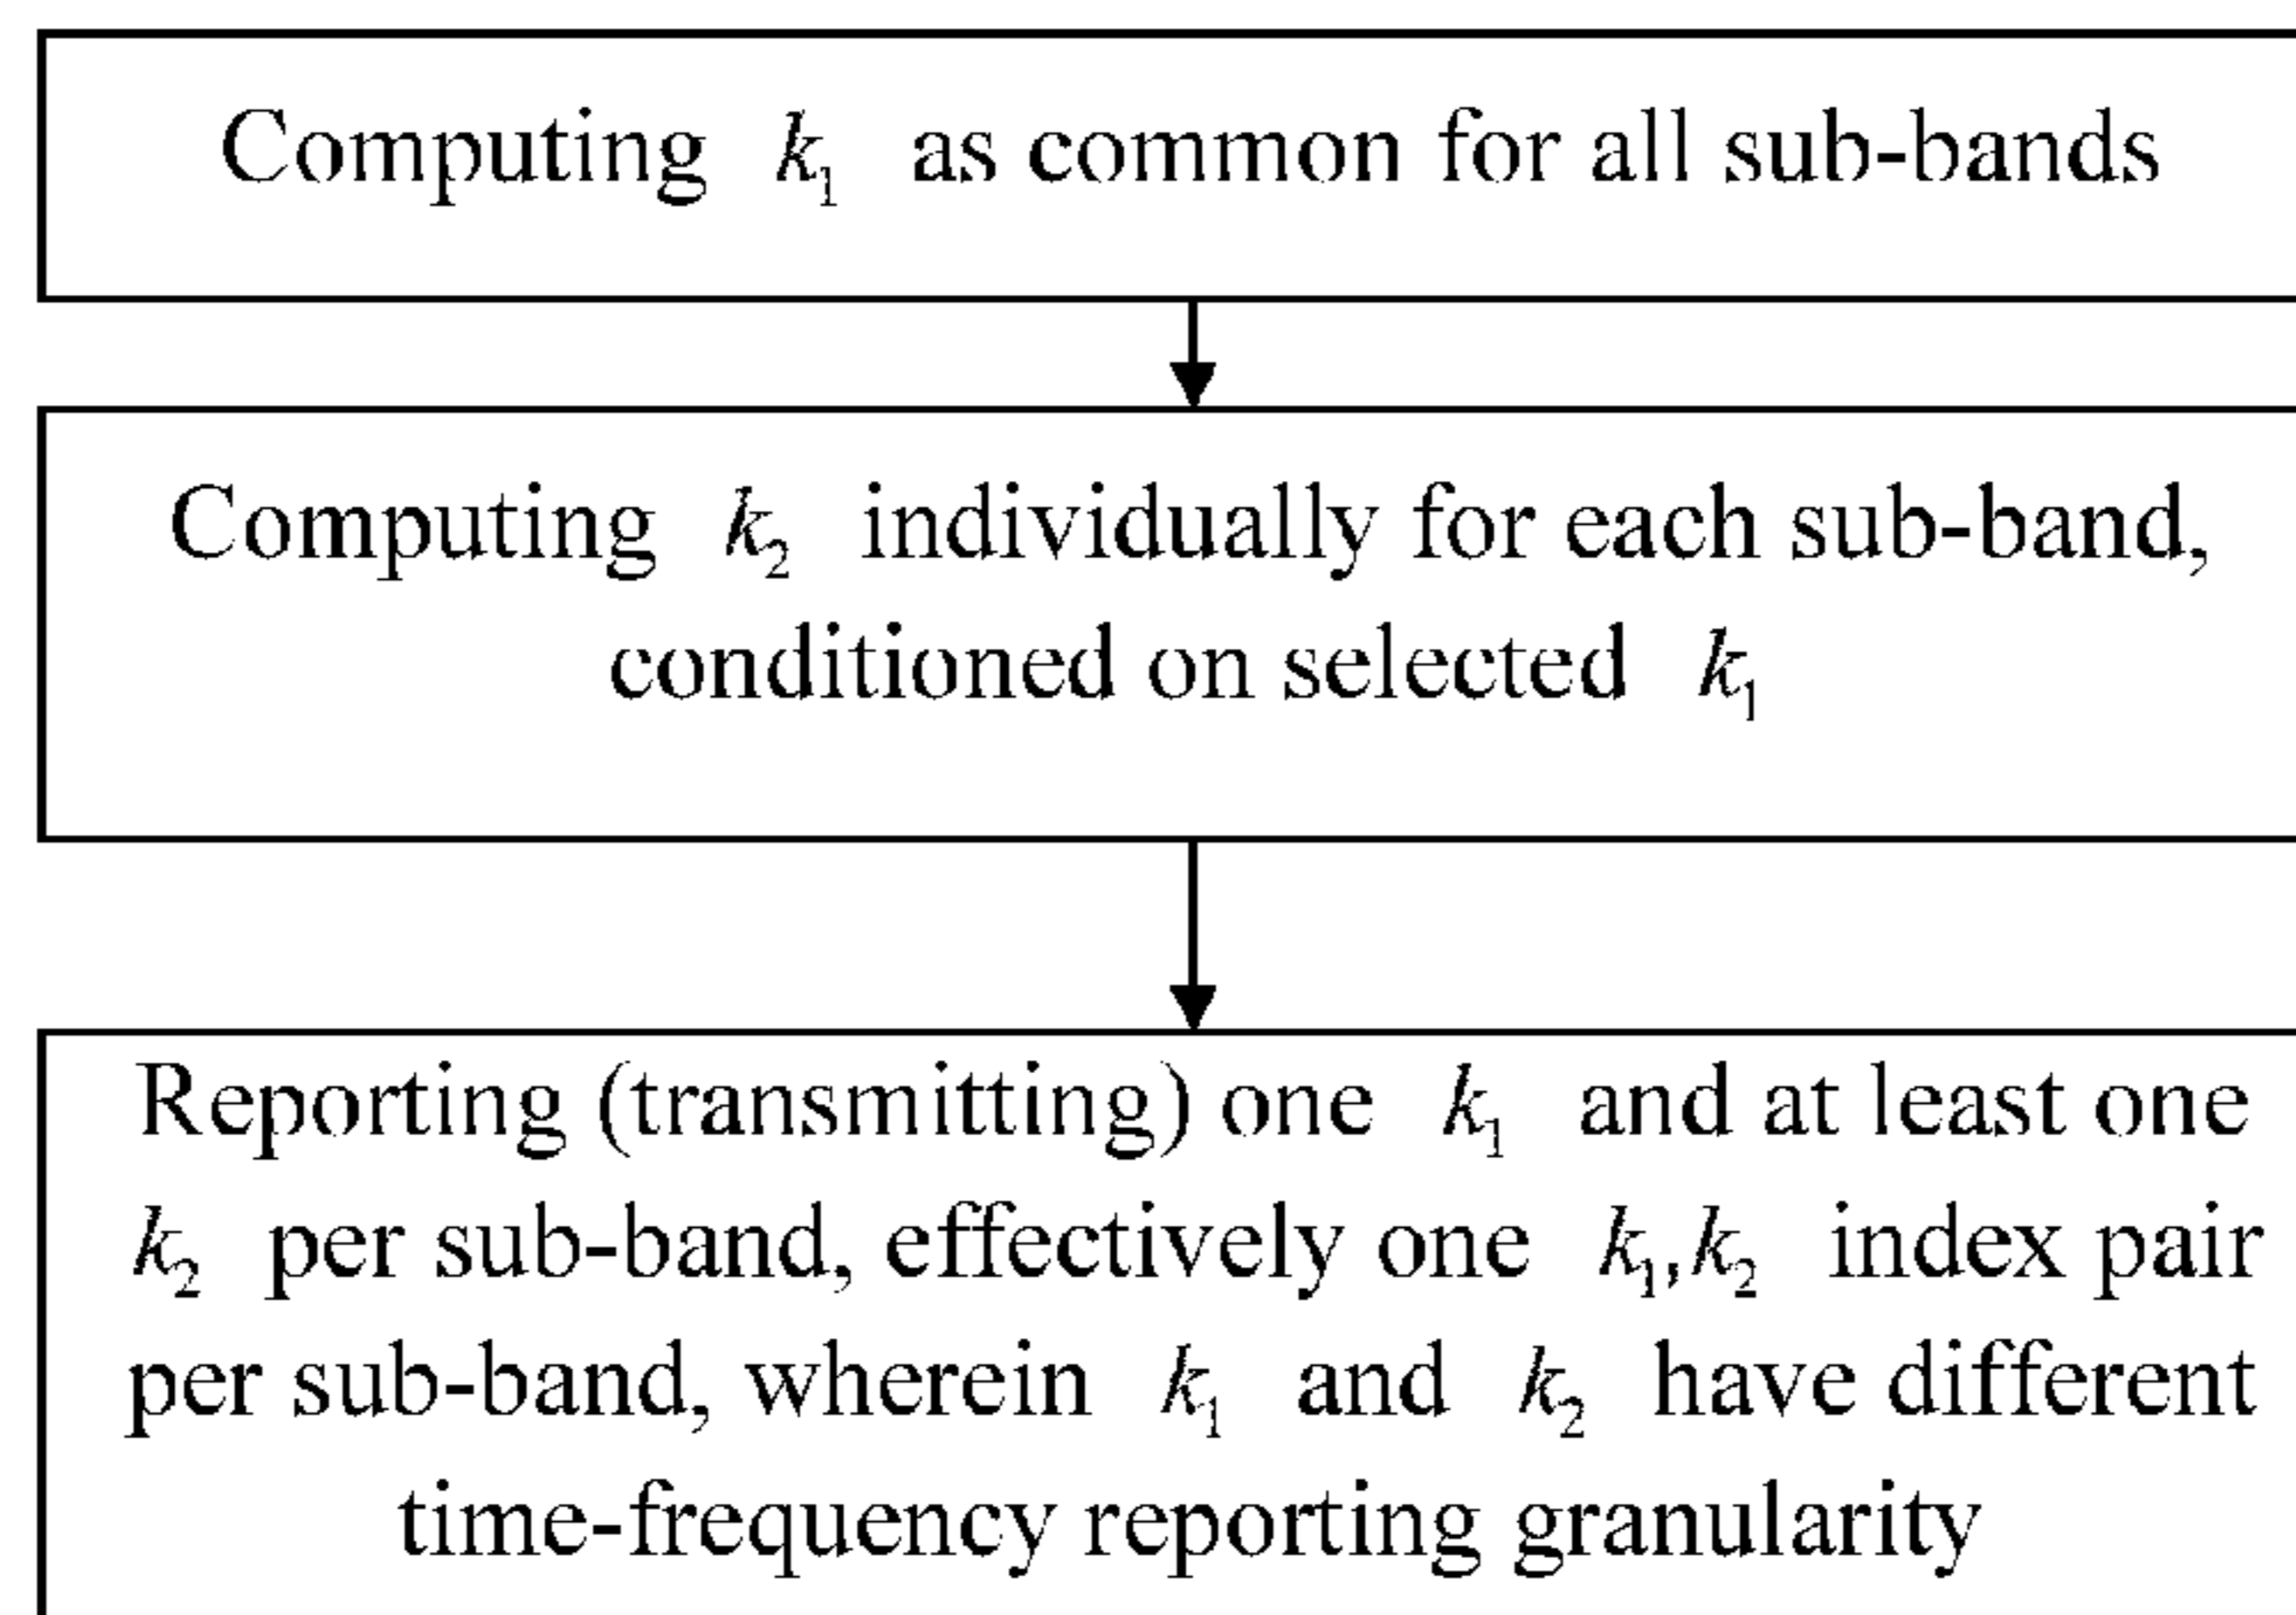 Computing k₁ as common for all sub-bands
Computing k₂ individually for each sub-band,
conditioned on selected k₁
Reporting (transmitting) one k₁ and at least one
k₂ per sub-band, effectively one k₁,k₂ index pair
per sub-band, wherein k₁ and k₂ have different
time-frequency reporting granularity